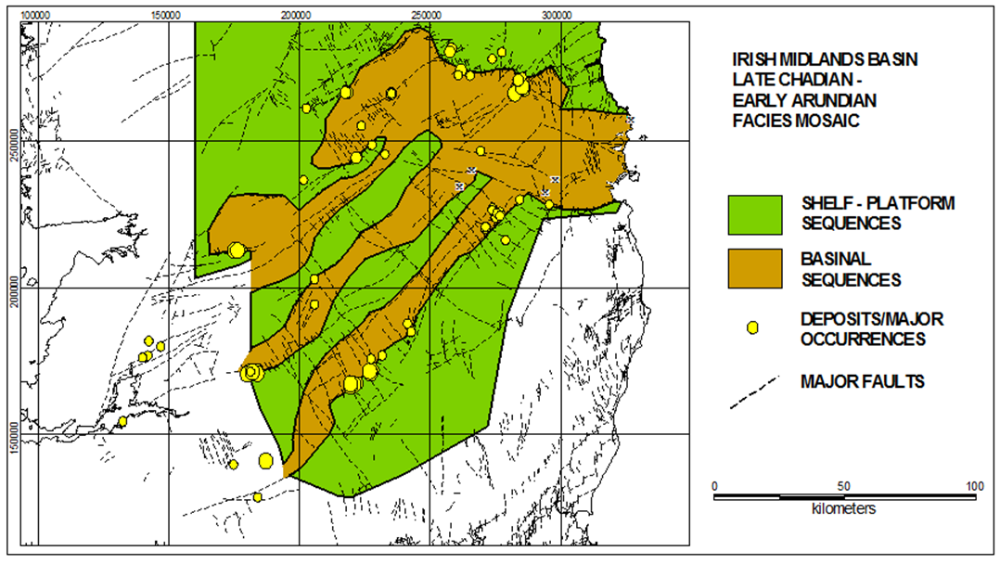 100000 150000 200000 250000 300000
IRISH MIDLANDS BASIN
LATE CHADIAN -
EARLY ARUNDIAN
FACIES MOSAIC
250000
SHELF - PLATFORM
SEQUENCES
BASINAL
SEQUENCES
200000
DEPOSITS/MAJOR
OCCURRENCES
MAJOR FAULTS
150000
0 50 100
kilometers